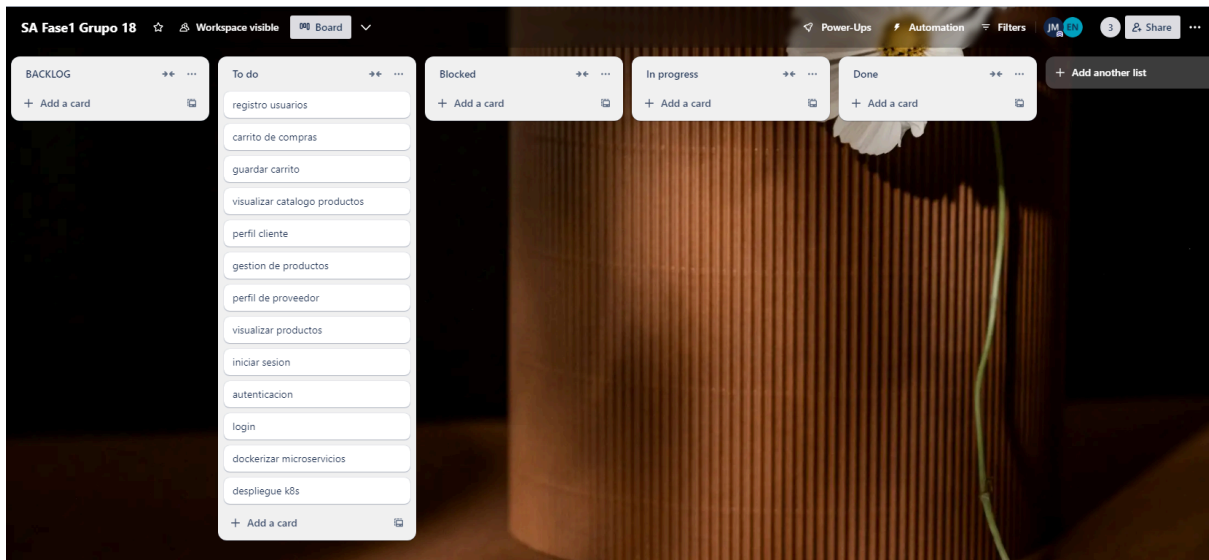 SA Fase1 Grupo 18 Workspace visible Board Power-Ups Automation Filters JM EN 3 Share
BACKLOG
+ Add a card
To do
registro usuarios
carrito de compras
guardar carrito
visualizar catalogo productos
perfil cliente
gestion de productos
perfil de proveedor
visualizar productos
iniciar sesion
autenticacion
login
dockerizar microservicios
despliegue k8s
+ Add a card
Blocked
+ Add a card
In progress
+ Add a card
Done
+ Add a card
+ Add another list